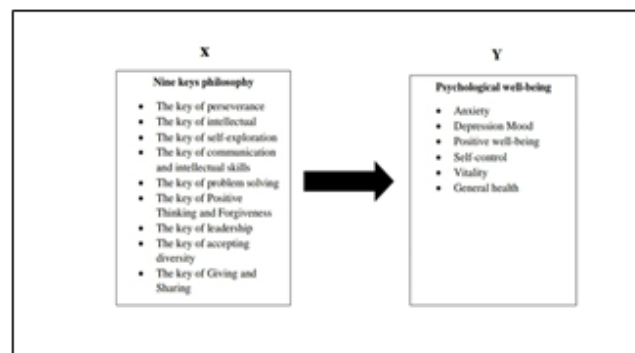 X
Nine keys philosophy
• The key of perseverance
• The key of intellectual
• The key of self-exploration
• The key of communication
and intellectual skills
• The key of problem solving
• The key of Positive
Thinking and Forgiveness
• The key of leadership
• The key of accepting
diversity
• The key of Giving and
Sharing
Y
Psychological well-being
• Anxiety
• Depression Mood
• Positive well-being
• Self-control
• Vitality
• General health